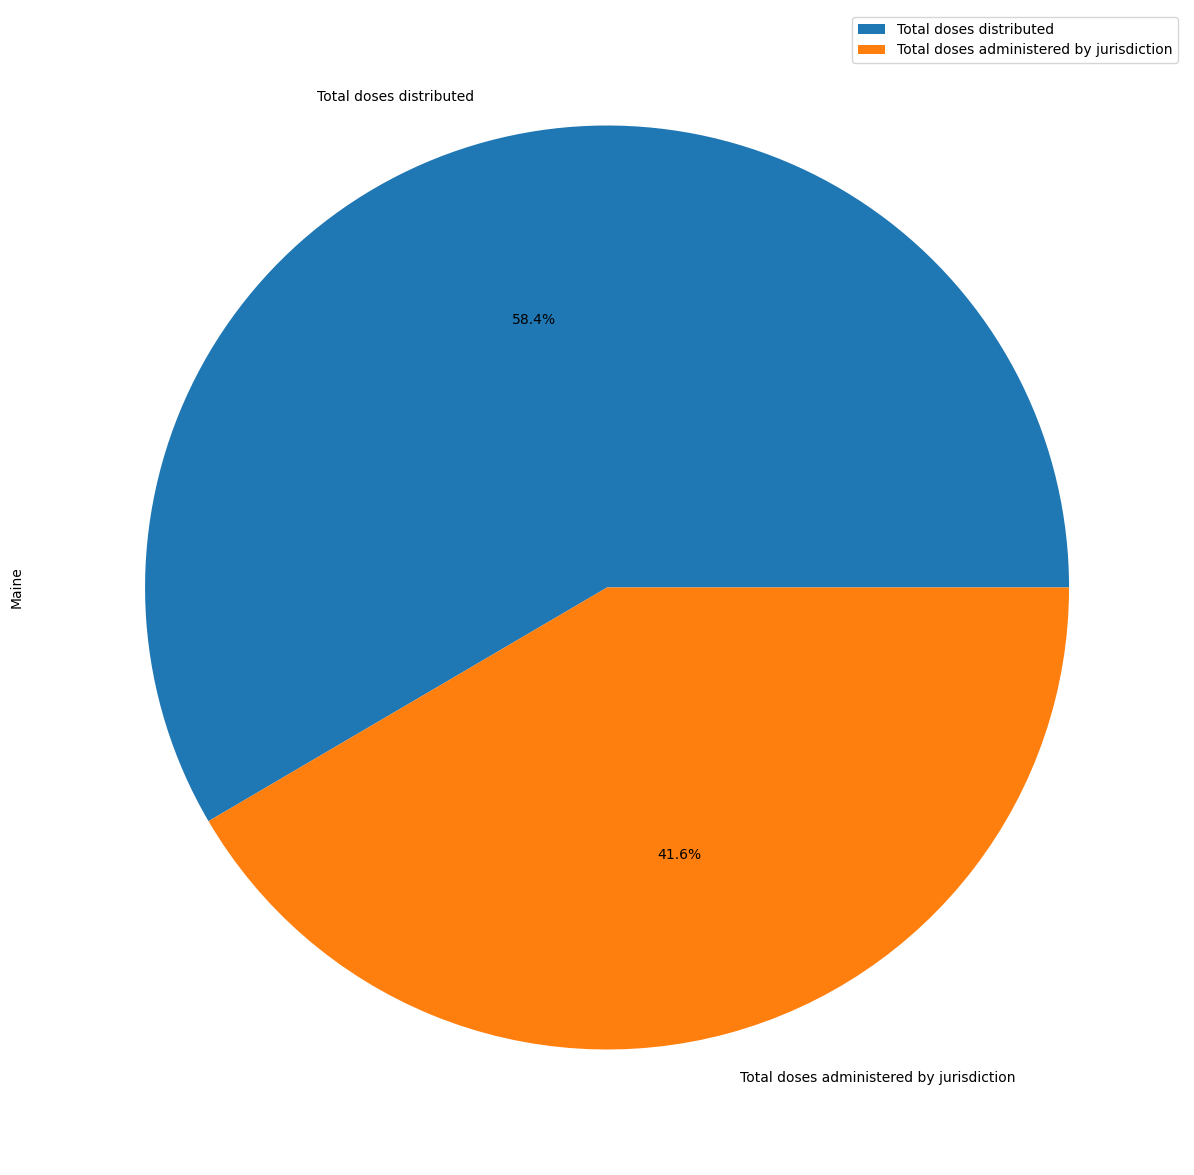 Total doses distributed
Total doses administered by jurisdiction
Total doses distributed
58.4%
Maine
41.6%
Total doses administered by jurisdiction